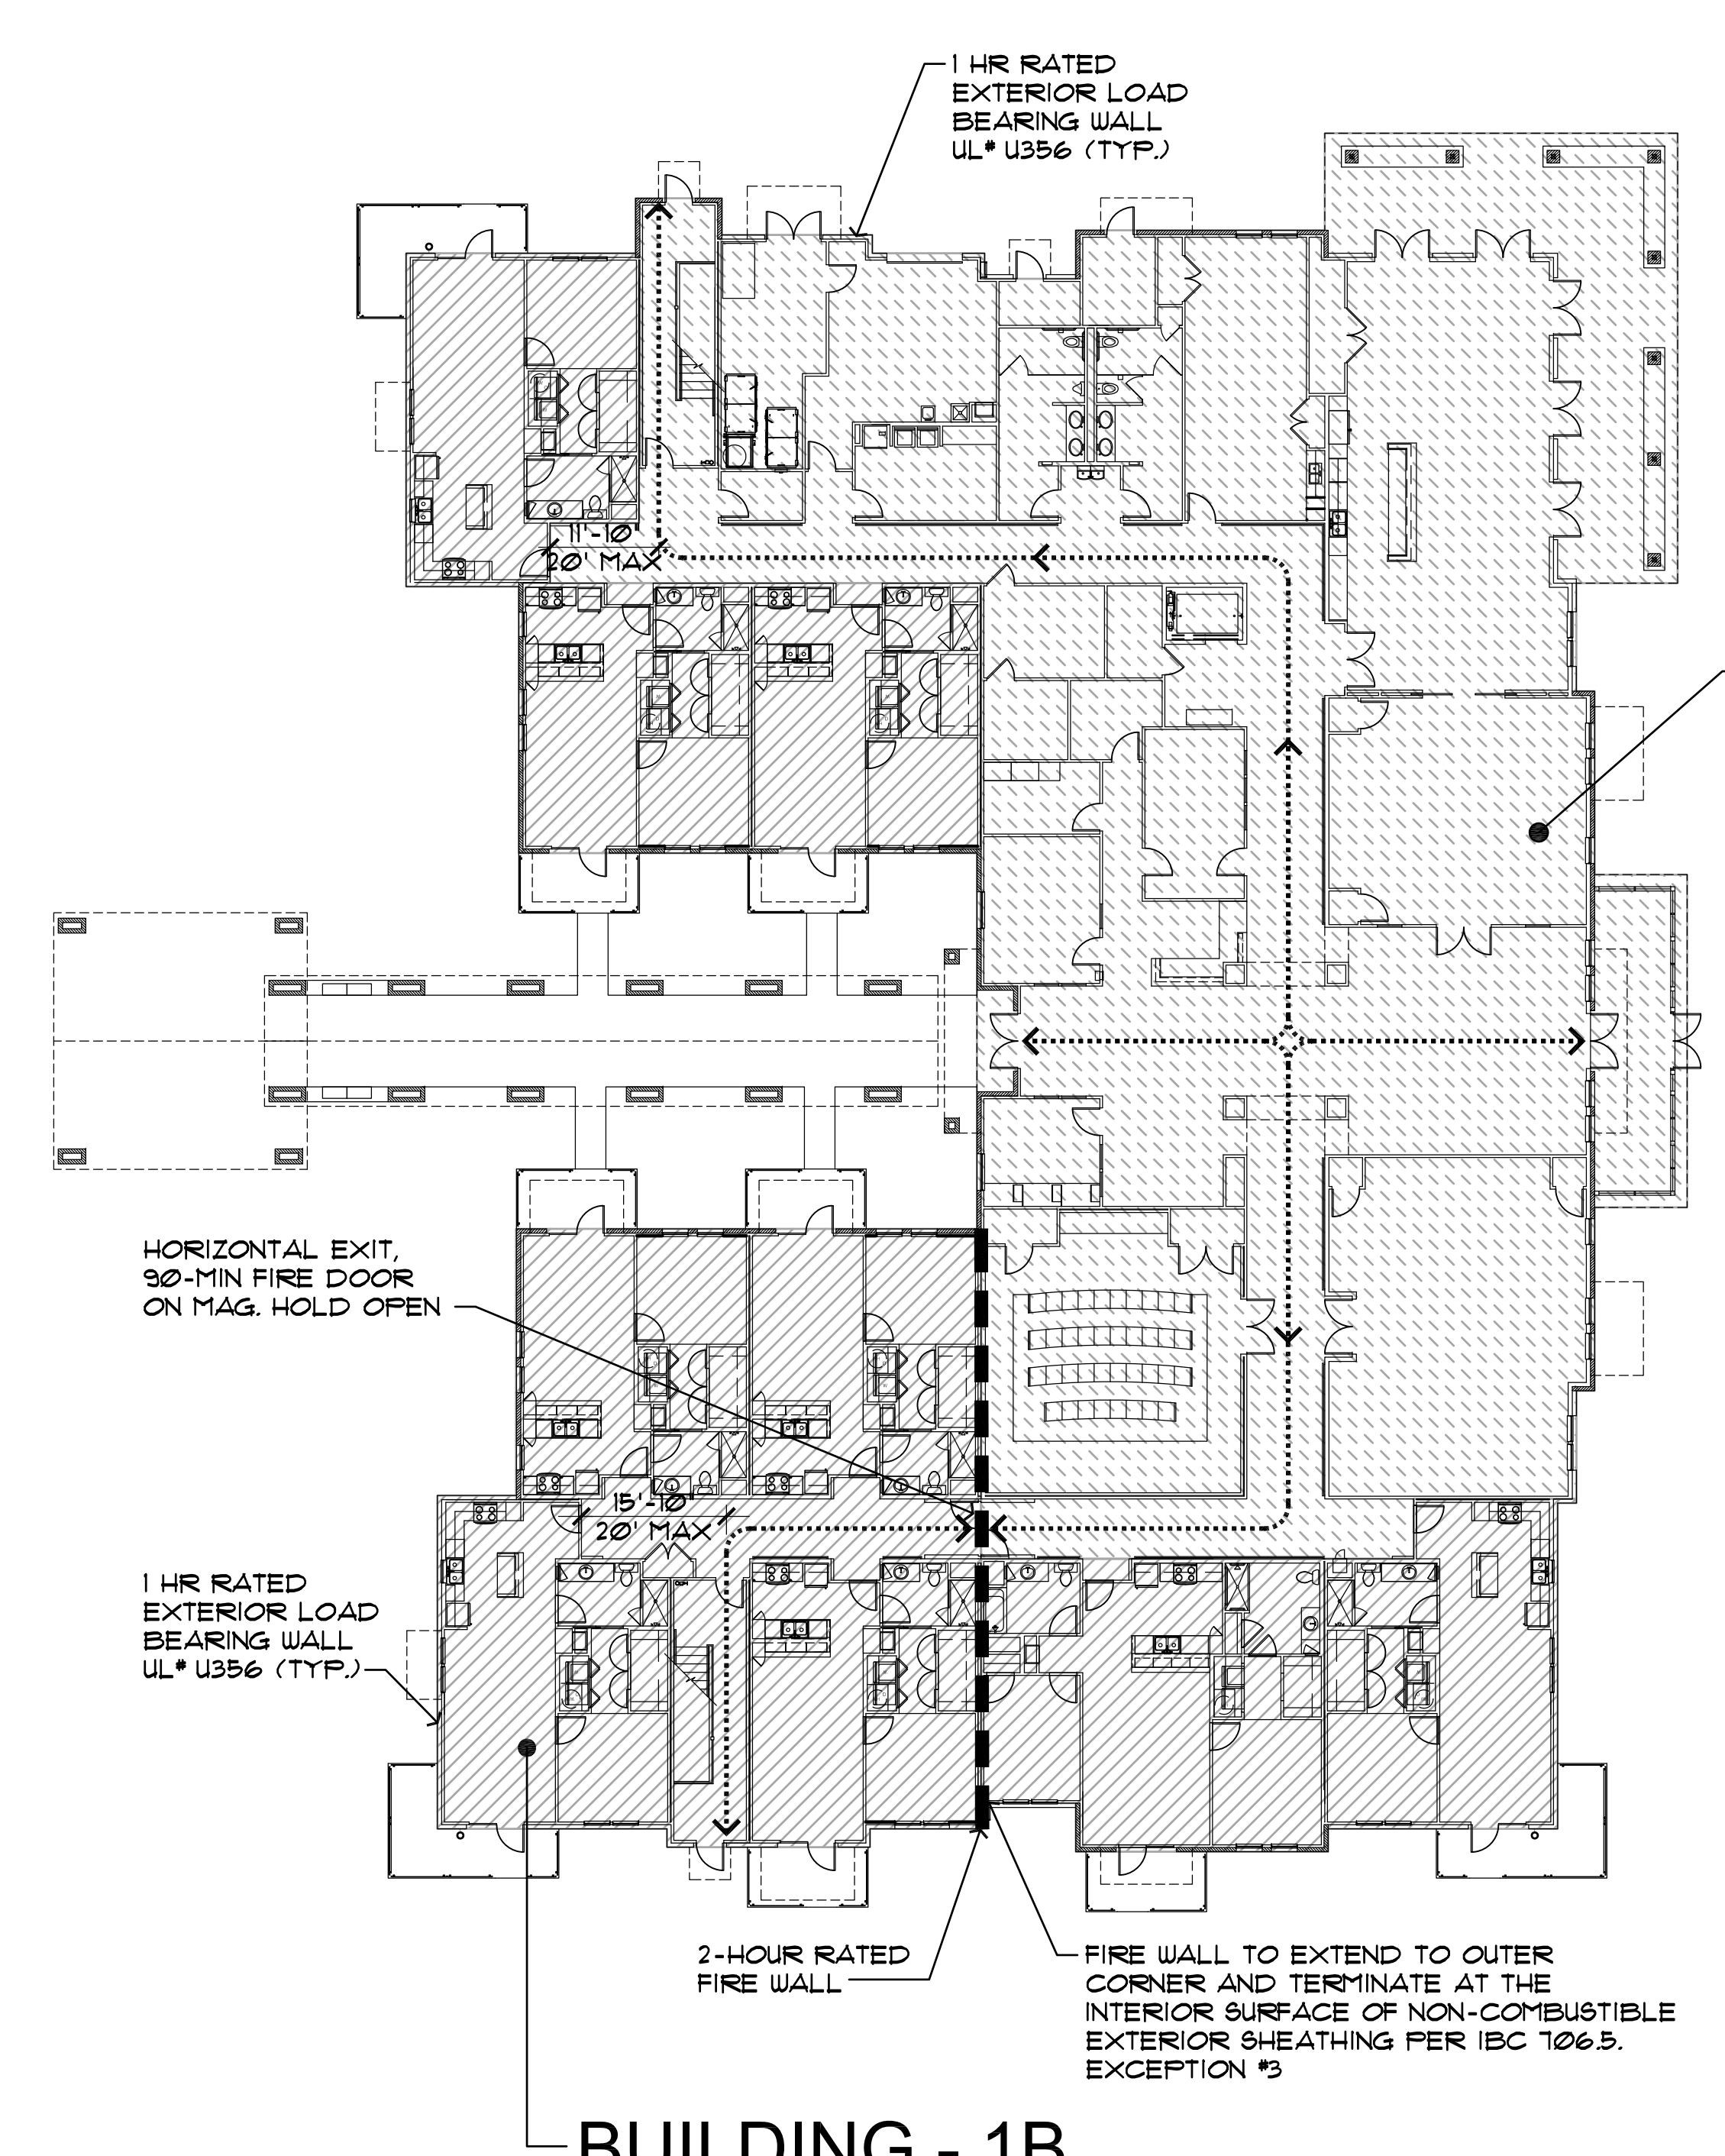 1 HR RATED
EXTERIOR LOAD
BEARING WALL
UL# U356 (TYP.)
11'-10"
20' MAX
HORIZONTAL EXIT,
90-MIN FIRE DOOR
ON MAG. HOLD OPEN
15'-10"
20' MAX
1 HR RATED
EXTERIOR LOAD
BEARING WALL
UL# U356 (TYP.)
2-HOUR RATED
FIRE WALL
FIRE WALL TO EXTEND TO OUTER
CORNER AND TERMINATE AT THE
INTERIOR SURFACE OF NON-COMBUSTIBLE
EXTERIOR SHEATHING PER IBC 706.5.
EXCEPTION #3
BUILDING - 1B